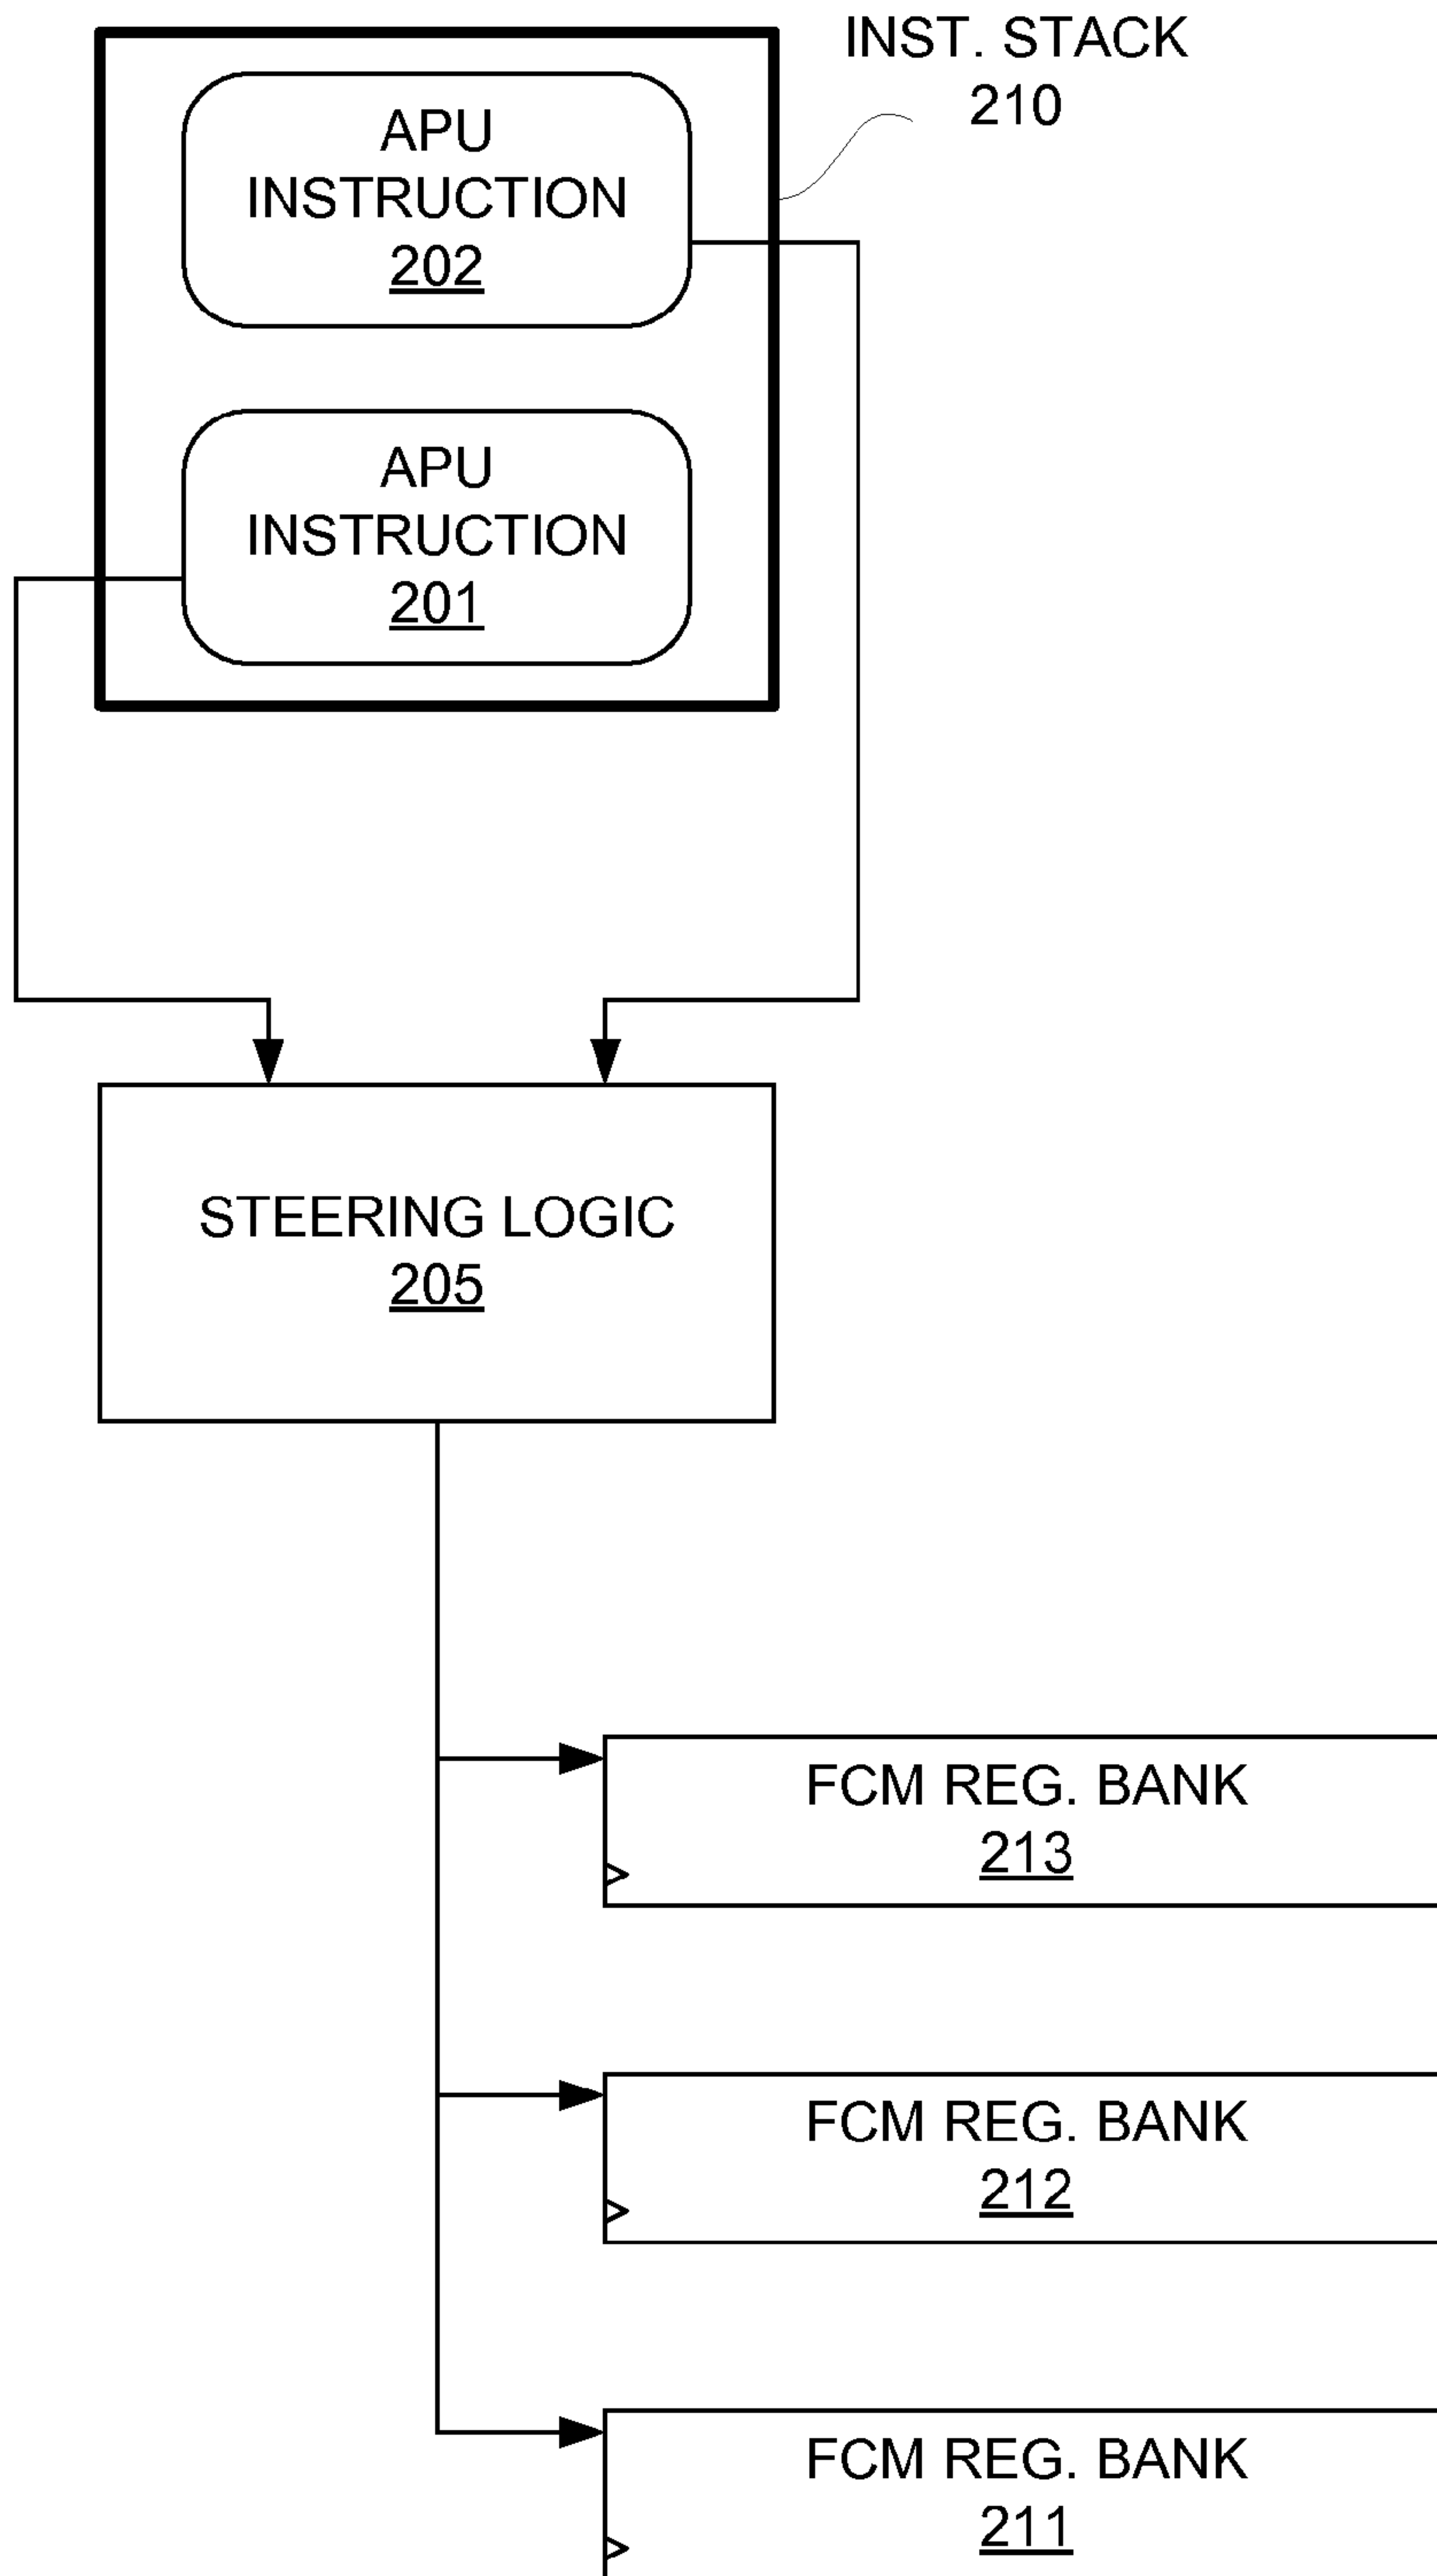 INST. STACK
210
APU
INSTRUCTION
202
APU
INSTRUCTION
201
STEERING LOGIC
205
FCM REG. BANK
213
FCM REG. BANK
212
FCM REG. BANK
211